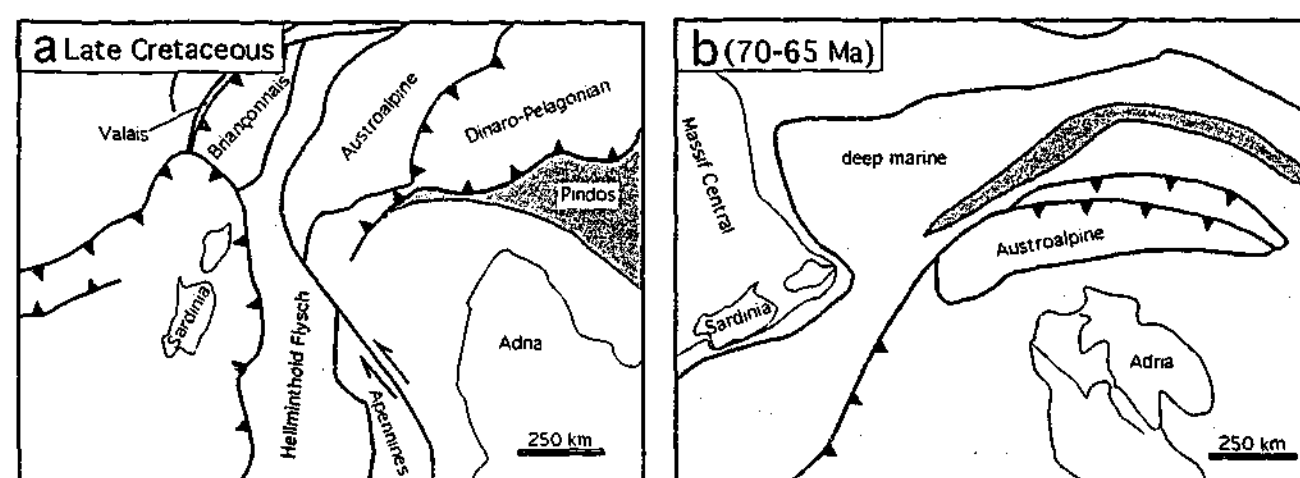 a Late Cretaceous
Valais
Briançonnais
Austroalpine
Dinaro-Pelagonian
Pindos
Sardinia
Helminthoid Flysch
Apennines
Adria
250 km
b (70-65 Ma)
Massif Central
deep marine
Austroalpine
Sardinia
Adria
250 km